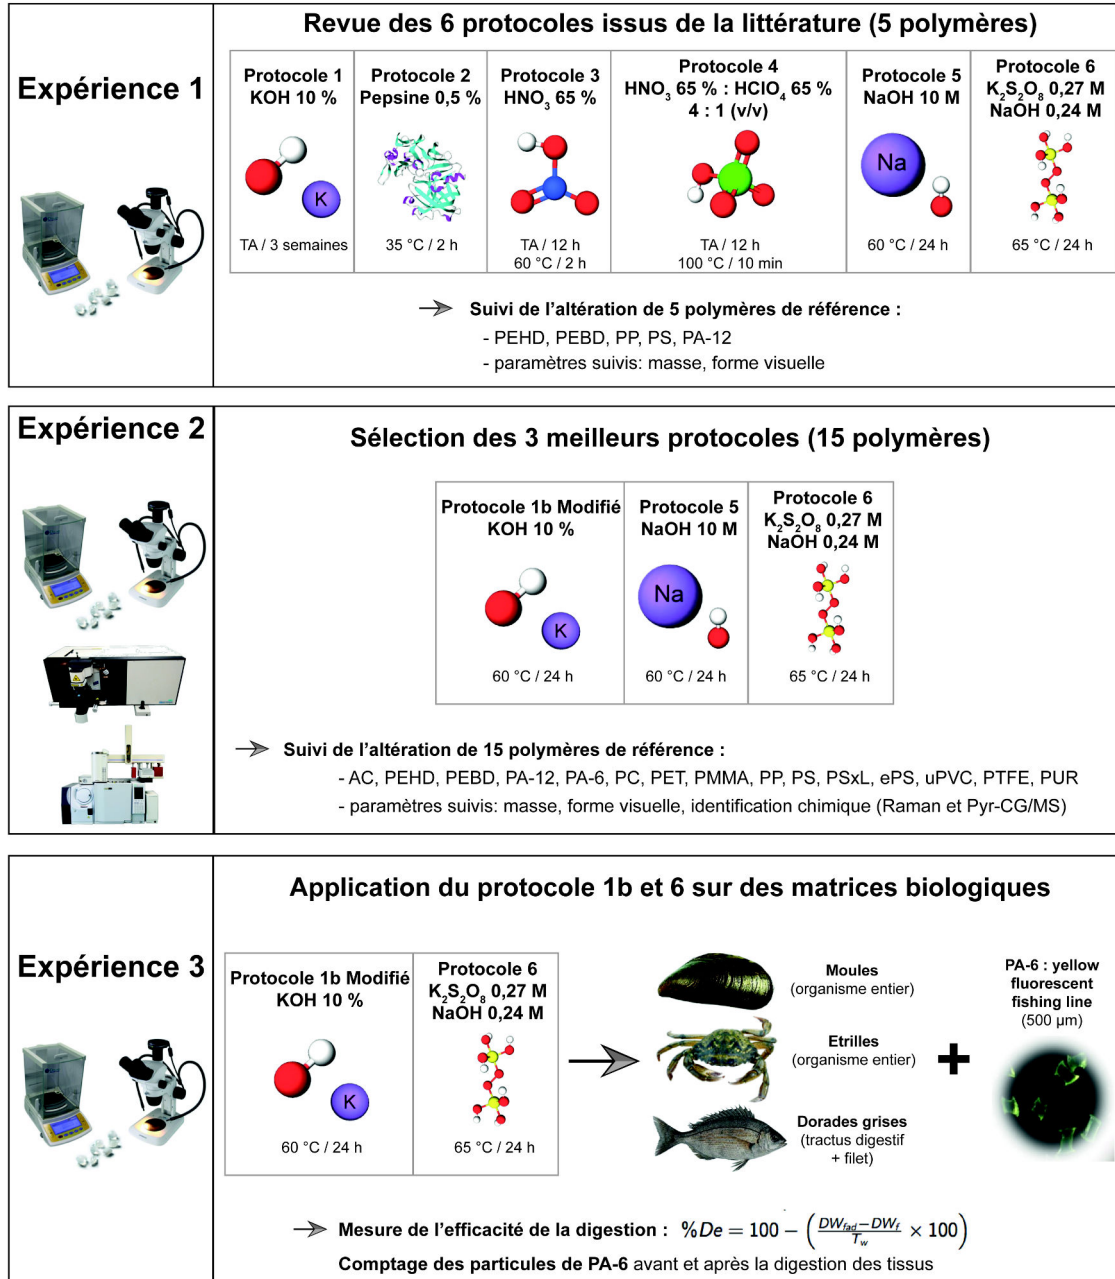 Expérience 1
Revue des 6 protocoles issus de la littérature (5 polymères)
Protocole 1
KOH 10 %
TA / 3 semaines
Protocole 2
Pepsine 0,5 %
35 °C / 2 h
Protocole 3
HNO3 65 %
TA / 12 h
60 °C / 2 h
Protocole 4
HNO3 65 % : HClO4 65 %
4 : 1 (v/v)
TA / 12 h
100 °C / 10 min
Protocole 5
NaOH 10 M
Na
60 °C / 24 h
Protocole 6
K2S2O8 0,27 M
NaOH 0,24 M
65 °C / 24 h
K
Suivi de l'altération de 5 polymères de référence :
- PEHD, PEBD, PP, PS, PA-12
- paramètres suivis: masse, forme visuelle
Expérience 2
Sélection des 3 meilleurs protocoles (15 polymères)
Protocole 1b Modifié
KOH 10 %
K
60 °C / 24 h
Protocole 5
NaOH 10 M
Na
60 °C / 24 h
Protocole 6
K2S2O8 0,27 M
NaOH 0,24 M
65 °C / 24 h
Suivi de l'altération de 15 polymères de référence :
- AC, PEHD, PEBD, PA-12, PA-6, PC, PET, PMMA, PP, PS, PSxL, ePS, uPVC, PTFE, PUR
- paramètres suivis: masse, forme visuelle, identification chimique (Raman et Pyr-CG/MS)
Expérience 3
Application du protocole 1b et 6 sur des matrices biologiques
Protocole 1b Modifié
KOH 10 %
K
60 °C / 24 h
Protocole 6
K2S2O8 0,27 M
NaOH 0,24 M
65 °C / 24 h
Moules
(organisme entier)
Etrilles
(organisme entier)
Dorades grises
(tractus digestif
+ filet)
+
PA-6 : yellow
fluorescent
fishing line
(500 µm)
Mesure de l'efficacité de la digestion : %De = 100 − (DWfad−DWf / Tw × 100)
Comptage des particules de PA-6 avant et après la digestion des tissus